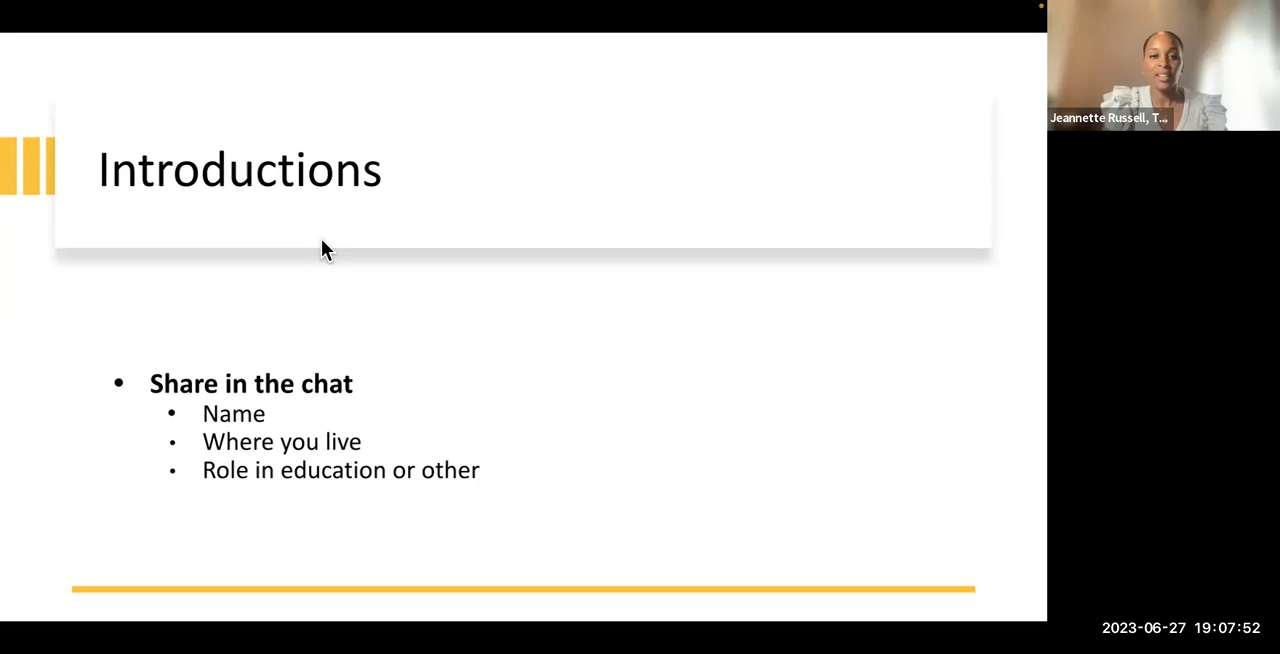 Introductions
• Share in the chat
• Name
• Where you live
• Role in education or other
Jeannette Russell, T...
2023-06-27 19:07:52